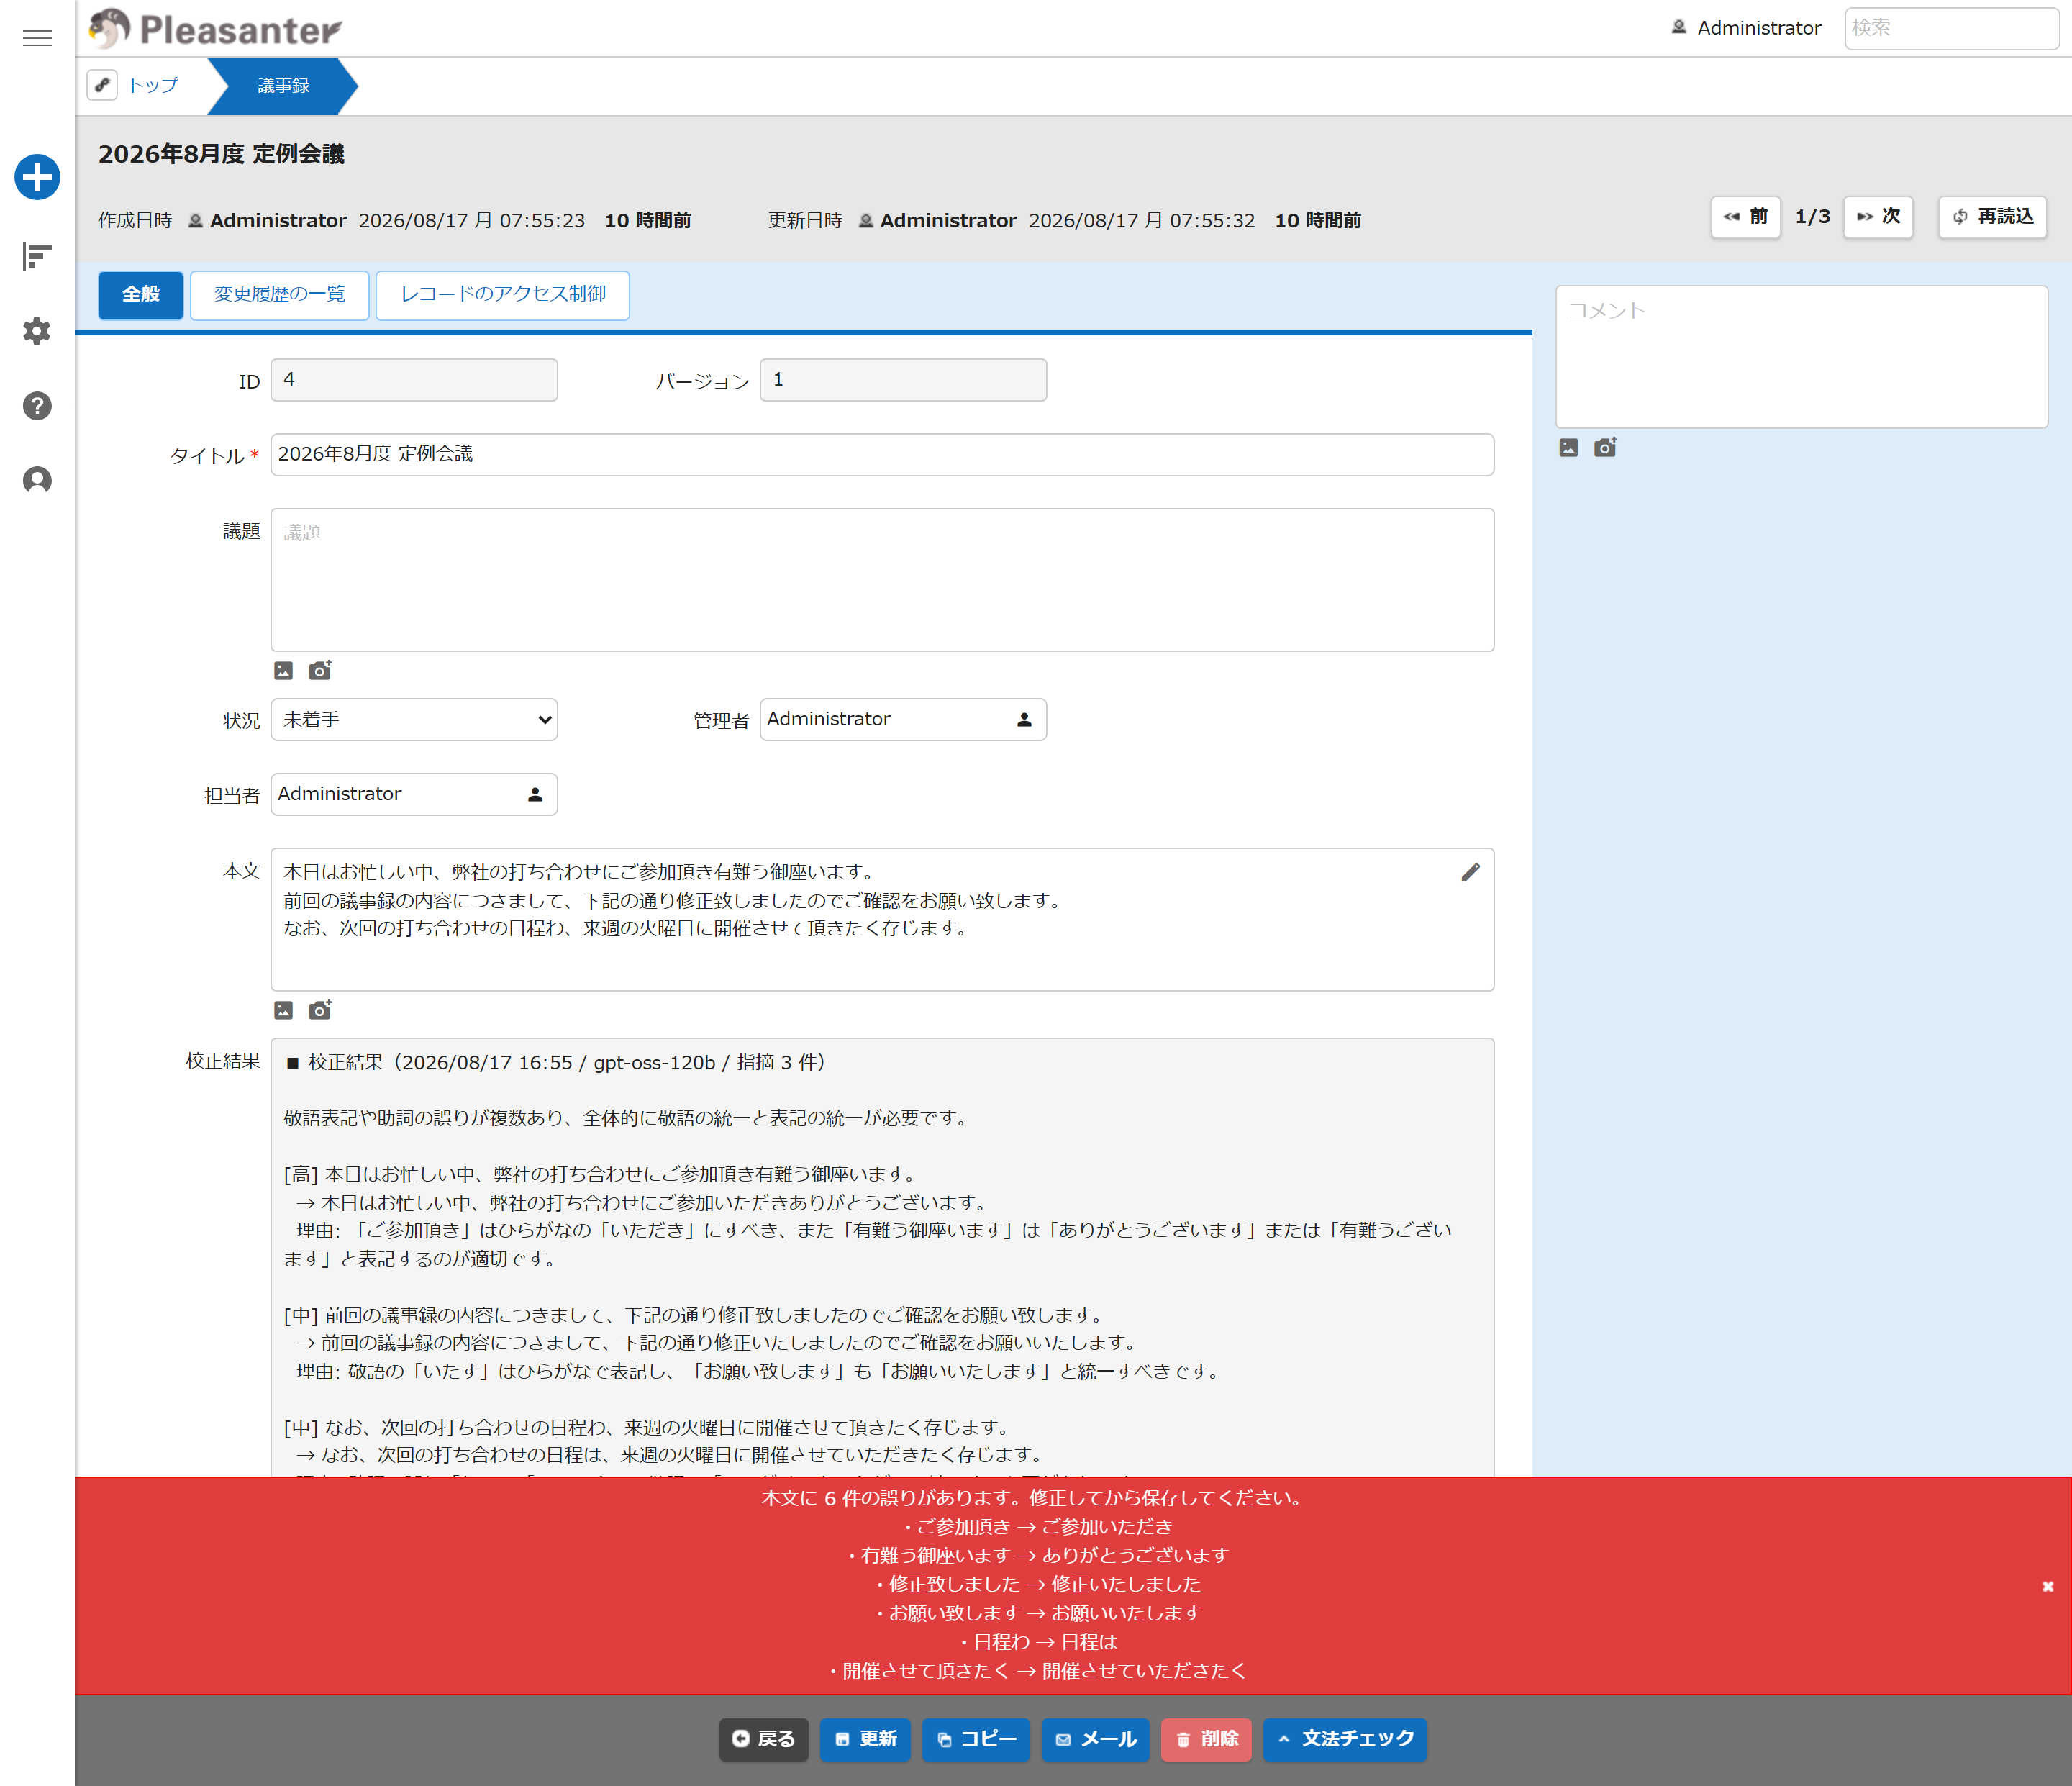 Pleasanter
Administrator
検索
トップ
議事録
2026年8月度 定例会議
作成日時 Administrator 2026/08/17 月 07:55:23 10 時間前 更新日時 Administrator 2026/08/17 月 07:55:32 10 時間前
前 1/3 次 再読込
全般 変更履歴の一覧 レコードのアクセス制御
コメント
ID 4 バージョン 1
タイトル* 2026年8月度 定例会議
議題 議題
状況 未着手 管理者 Administrator
担当者 Administrator
本文 本日はお忙しい中、弊社の打ち合わせにご参加頂き有難う御座います。
前回の議事録の内容につきまして、下記の通り修正致しましたのでご確認をお願い致します。
なお、次回の打ち合わせの日程わ、来週の火曜日に開催させて頂きたく存じます。
校正結果 ■ 校正結果（2026/08/17 16:55 / gpt-oss-120b / 指摘 3 件）
敬語表記や助詞の誤りが複数あり、全体的に敬語の統一と表記の統一が必要です。
[高] 本日はお忙しい中、弊社の打ち合わせにご参加頂き有難う御座います。
→ 本日はお忙しい中、弊社の打ち合わせにご参加いただきありがとうございます。
理由: 「ご参加頂き」はひらがなの「いただき」にすべき、また「有難う御座います」は「ありがとうございます」または「有難うござい
ます」と表記するのが適切です。
[中] 前回の議事録の内容につきまして、下記の通り修正致しましたのでご確認をお願い致します。
→ 前回の議事録の内容につきまして、下記の通り修正いたしましたのでご確認をお願いいたします。
理由: 敬語の「いたす」はひらがなで表記し、「お願い致します」も「お願いいたします」と統一すべきです。
[中] なお、次回の打ち合わせの日程わ、来週の火曜日に開催させて頂きたく存じます。
→ なお、次回の打ち合わせの日程は、来週の火曜日に開催させていただきたく存じます。
本文に 6 件の誤りがあります。修正してから保存してください。
・ご参加頂き → ご参加いただき
・有難う御座います → ありがとうございます
・修正致しました → 修正いたしました
・お願い致します → お願いいたします
・日程わ → 日程は
・開催させて頂きたく → 開催させていただきたく
戻る 更新 コピー メール 削除 文法チェック